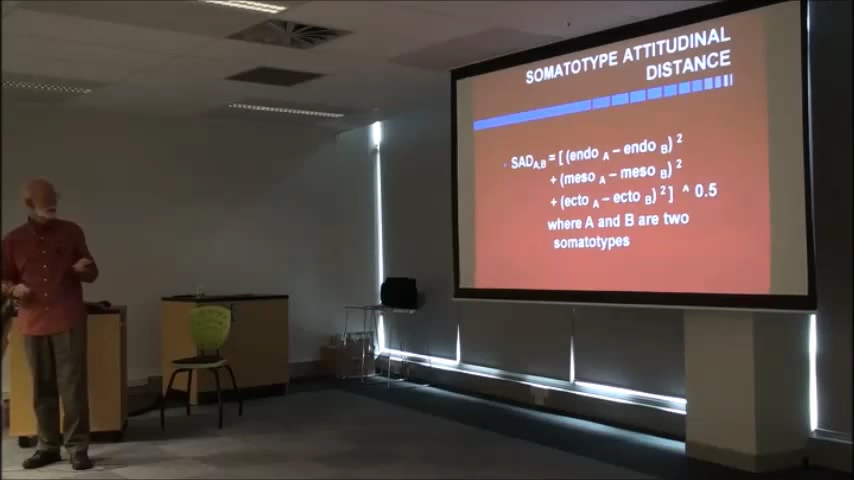 SOMATOTYPE ATTITUDINAL
DISTANCE
SAD A,B = [ (endo A – endo B) 2
+ (meso A – meso B) 2
+ (ecto A – ecto B) 2 ] ^ 0.5
where A and B are two
somatotypes